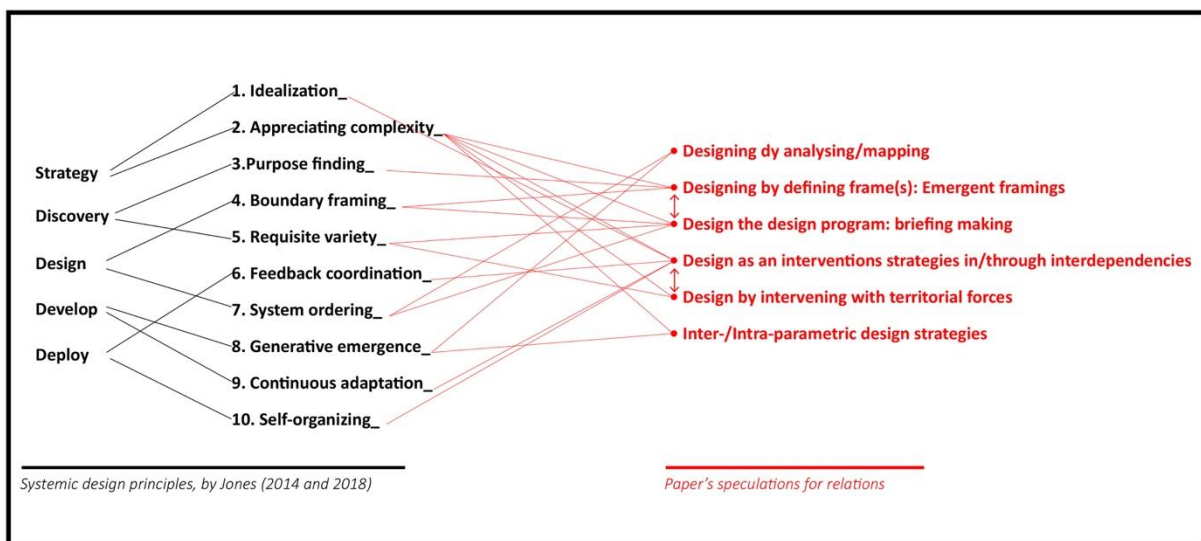 Strategy
Discovery
Design
Develop
Deploy
1. Idealization_
2. Appreciating complexity_
3.Purpose finding_
4. Boundary framing_
5. Requisite variety_
6. Feedback coordination_
7. System ordering_
8. Generative emergence_
9. Continuous adaptation_
10. Self-organizing_
Designing dy analysing/mapping
Designing by defining frame(s): Emergent framings
Design the design program: briefing making
Design as an interventions strategies in/through interdependencies
Design by intervening with territorial forces
Inter-/Intra-parametric design strategies
Systemic design principles, by Jones (2014 and 2018)
Paper's speculations for relations